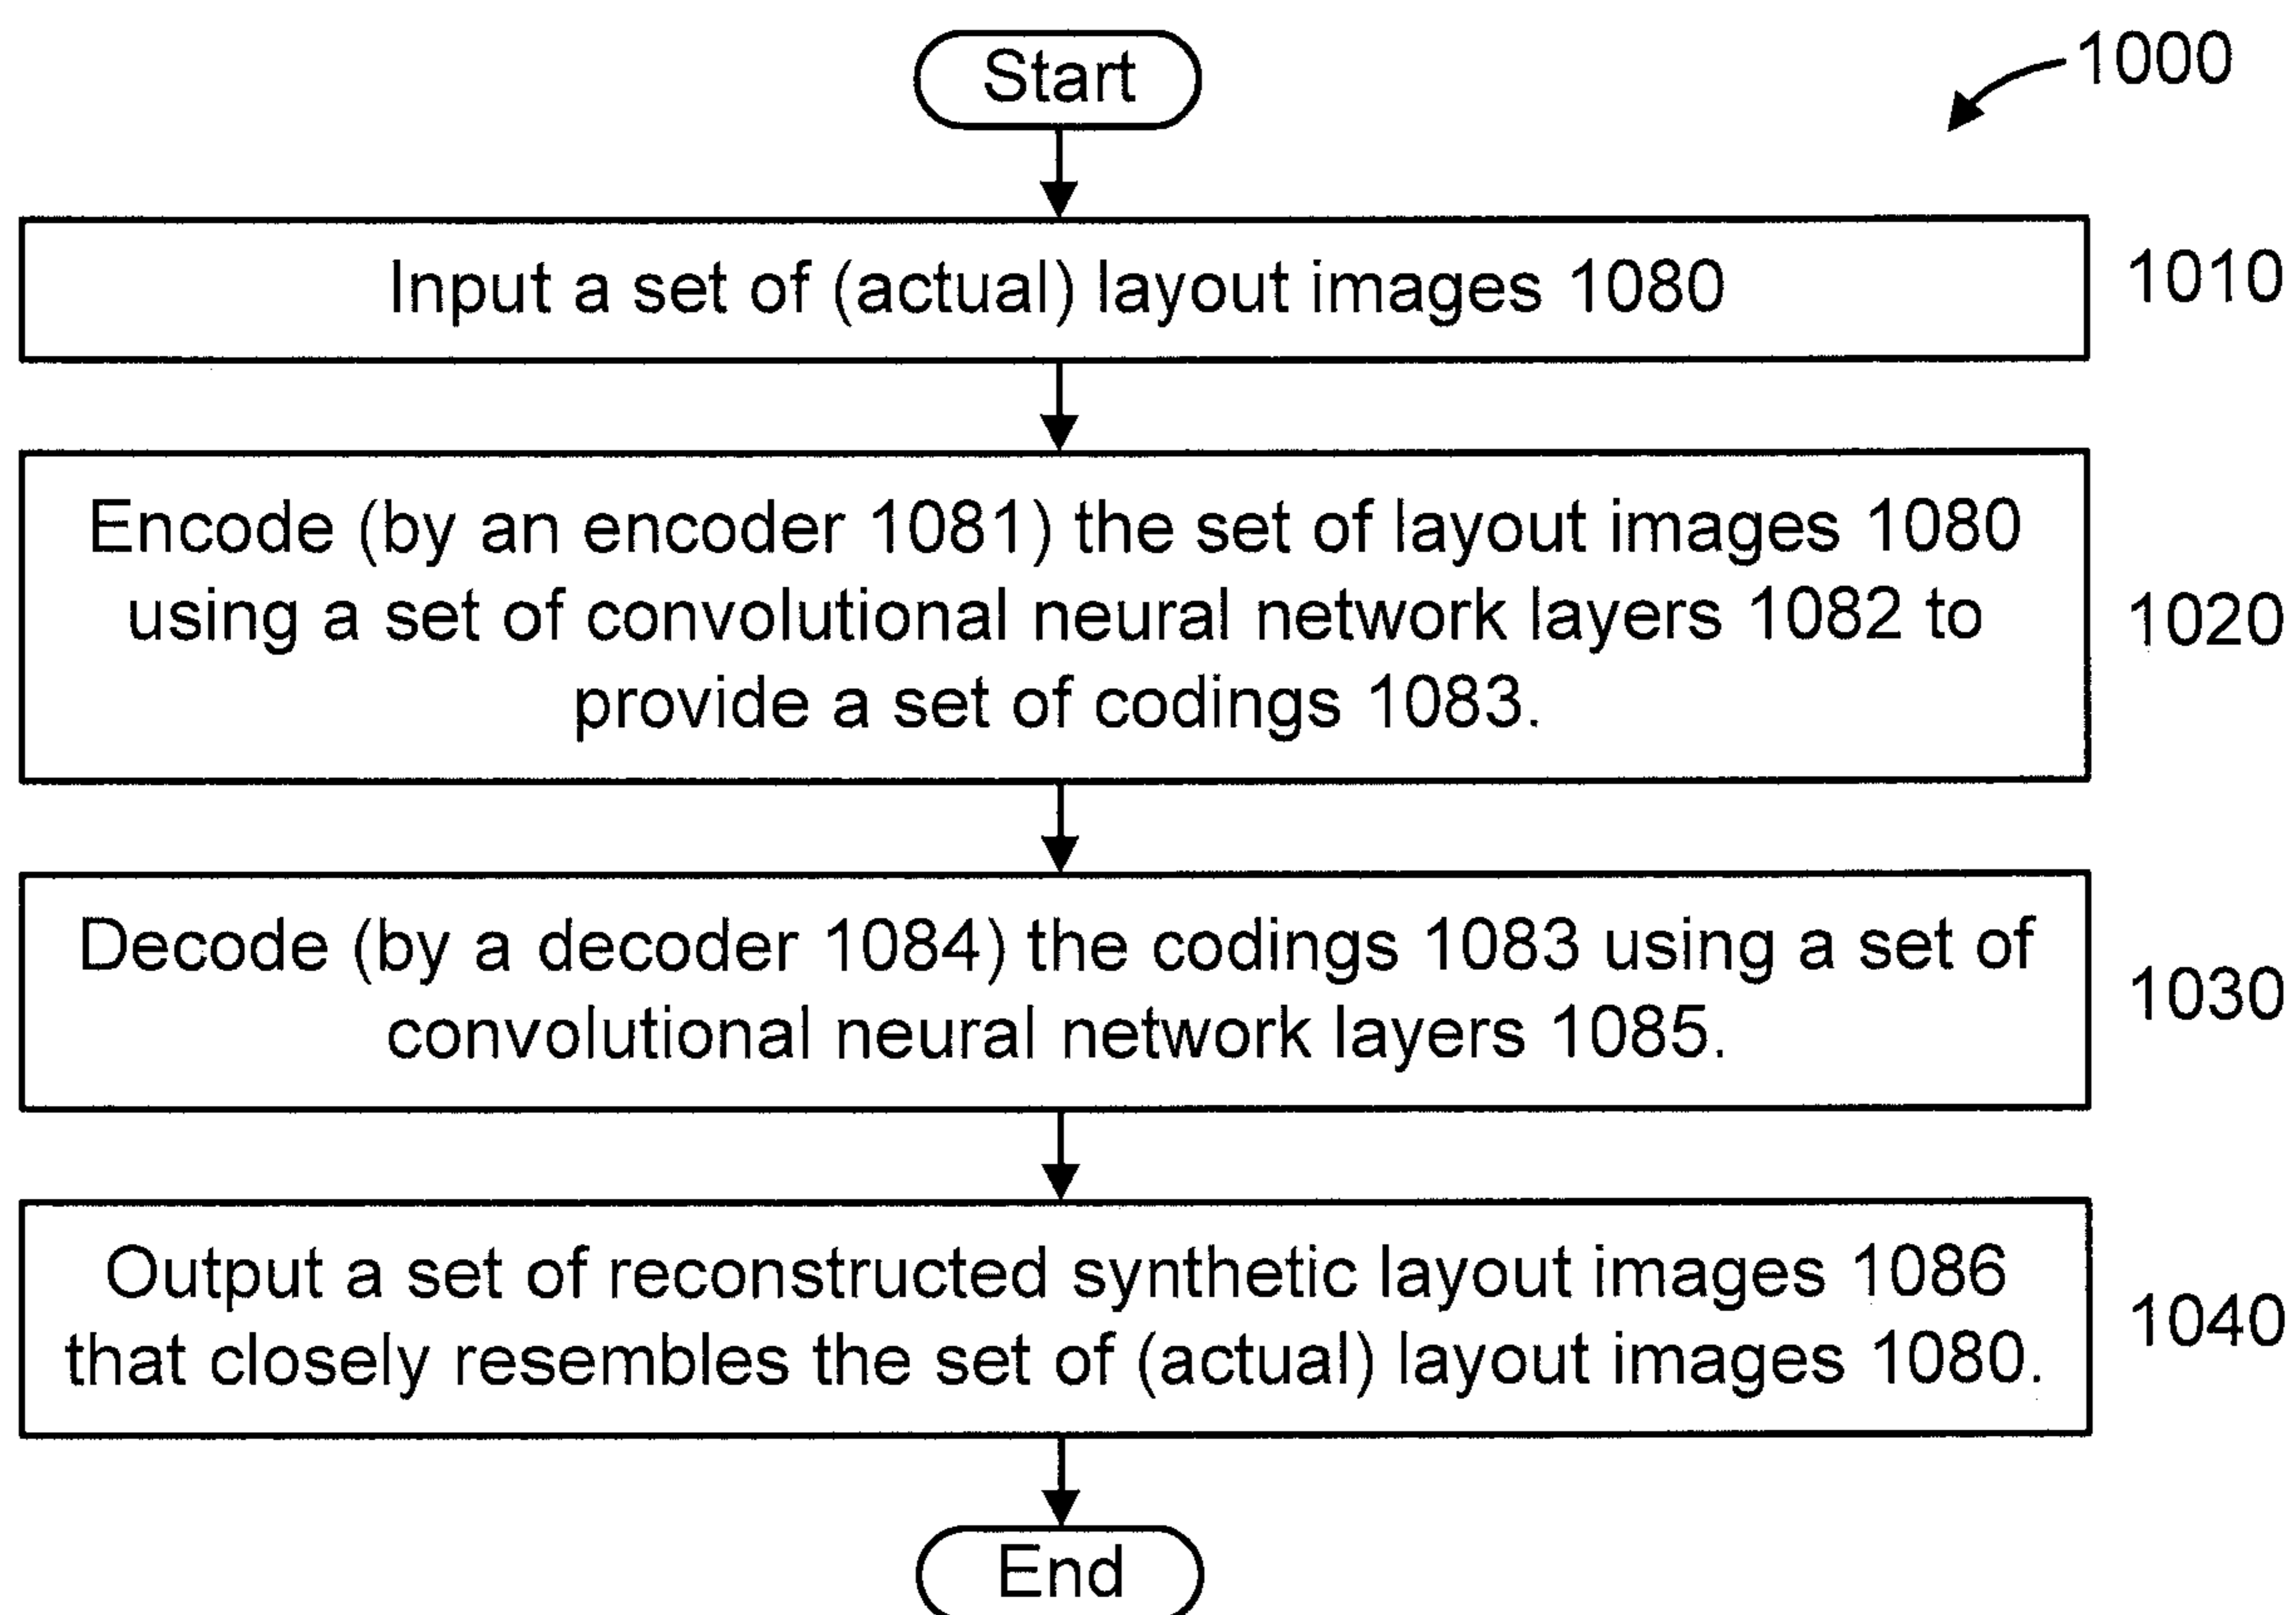 Start
1000
Input a set of (actual) layout images 1080
1010
Encode (by an encoder 1081) the set of layout images 1080
using a set of convolutional neural network layers 1082 to
provide a set of codings 1083.
1020
Decode (by a decoder 1084) the codings 1083 using a set of
convolutional neural network layers 1085.
1030
Output a set of reconstructed synthetic layout images 1086
that closely resembles the set of (actual) layout images 1080.
1040
End